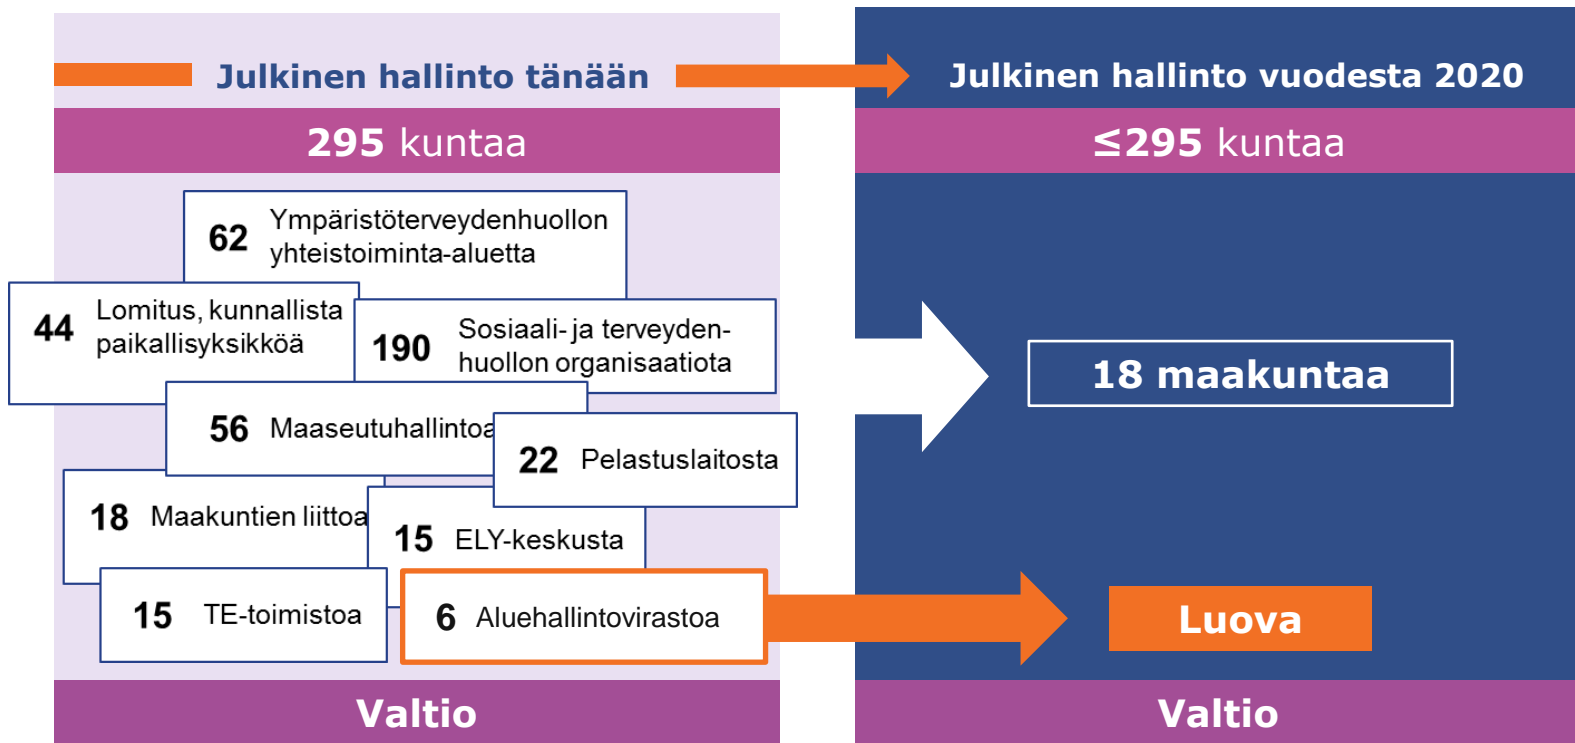 Julkinen hallinto tänään
295 kuntaa
62 Ympäristöterveydenhuollon
yhteistoiminta-aluetta
44 Lomitus, kunnallista
paikallisyksikköä
190 Sosiaali- ja terveyden-
huollon organisaatiota
56 Maaseutuhallintoa
22 Pelastuslaitosta
18 Maakuntien liittoa
15 ELY-keskusta
15 TE-toimistoa
6 Aluehallintovirastoa
Valtio
Julkinen hallinto vuodesta 2020
≤295 kuntaa
18 maakuntaa
Luova
Valtio